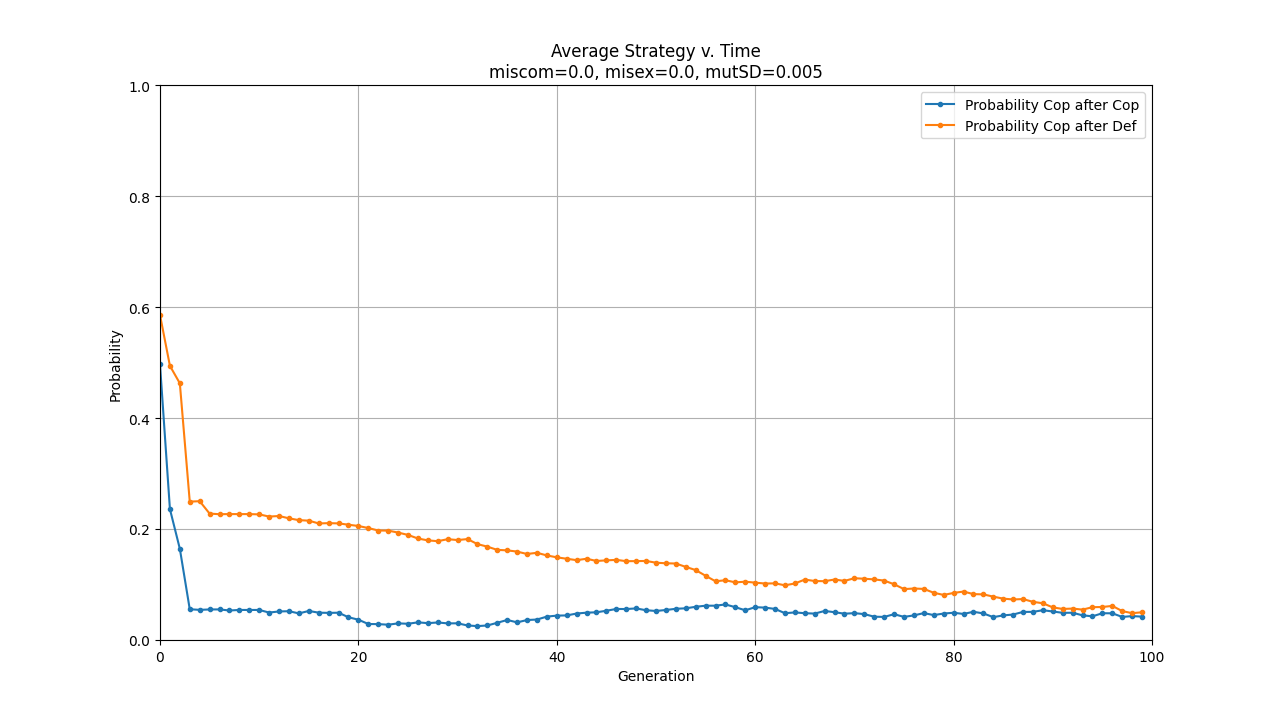 Average Strategy v. Time
miscom=0.0, misex=0.0, mutSD=0.005
Probability Cop after Cop
Probability Cop after Def
1.0
0.8
0.6
0.4
0.2
0.0
Probability
0 20 40 60 80 100
Generation